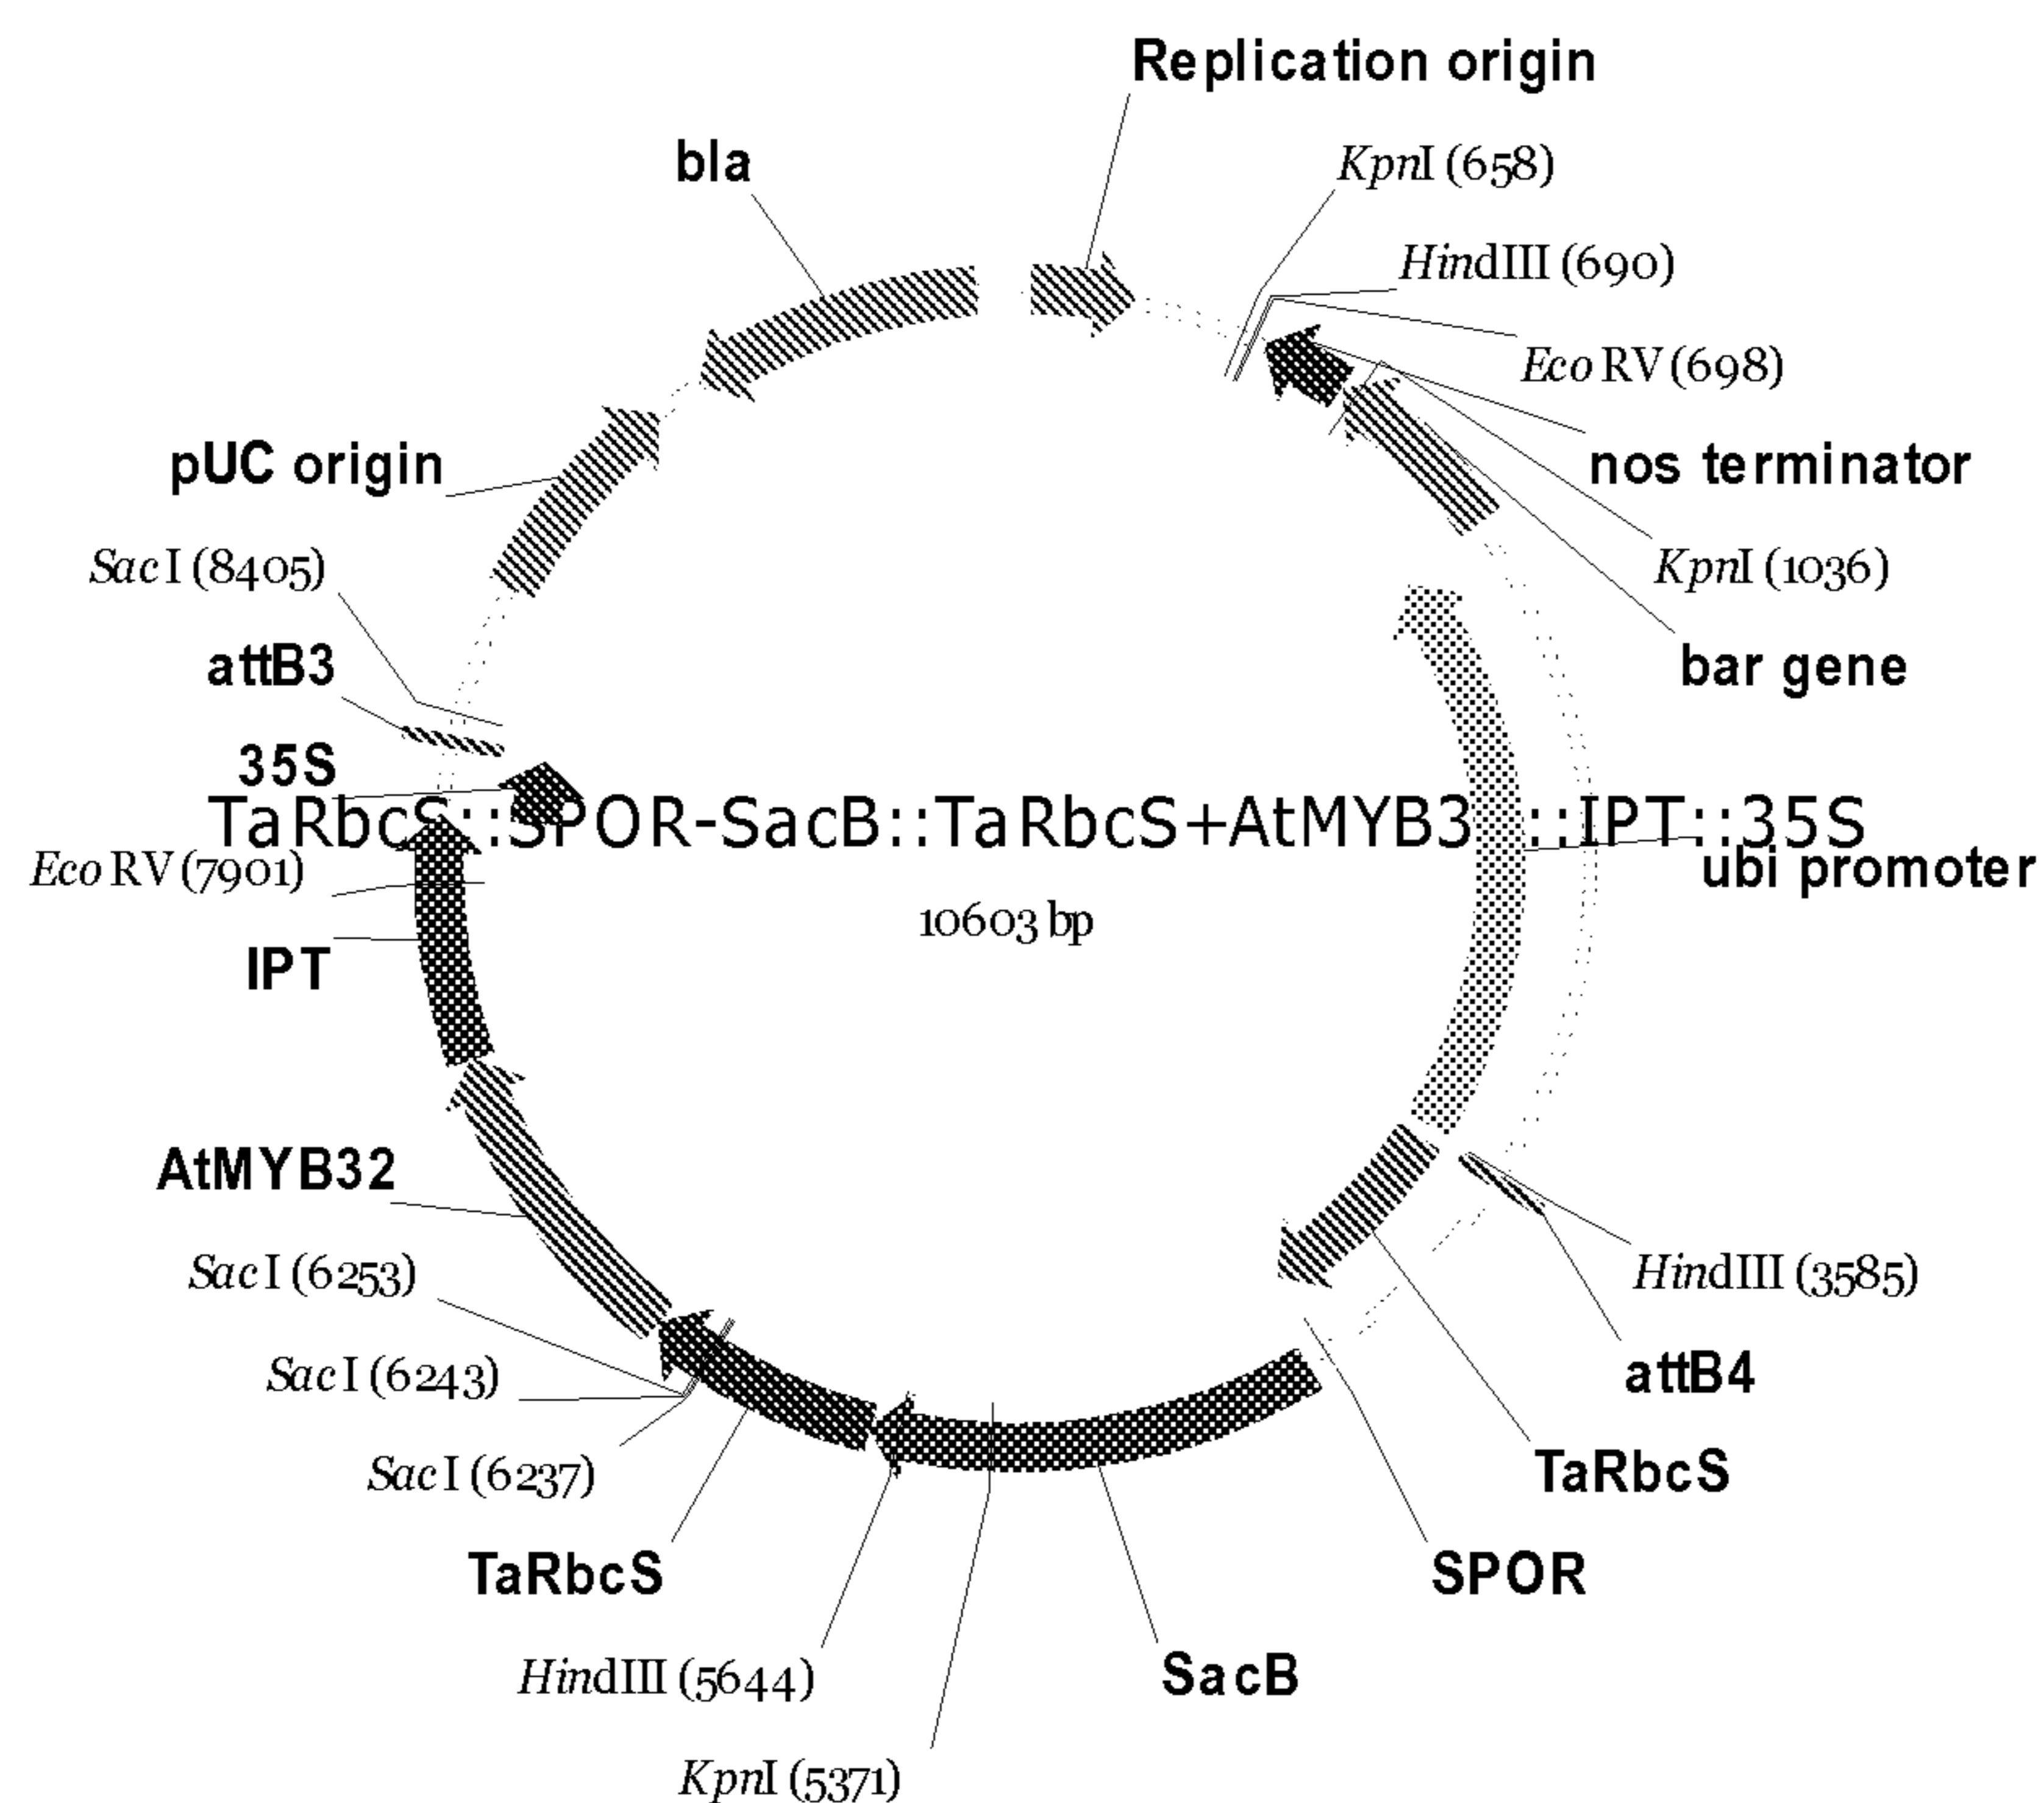 Replication origin
bla
KpnI (658)
HindIII (690)
EcoRV (698)
pUC origin
nos terminator
SacI (8405)
KpnI (1036)
attB3
bar gene
35S
TaRbcS::SPOR-SacB::TaRbcS+AtMYB3 ::IPT::35S
EcoRV (7901)
ubi promoter
10603 bp
IPT
AtMYB32
SacI (6253)
HindIII (3585)
SacI (6243)
attB4
SacI (6237)
TaRbcS
TaRbcS
SPOR
HindIII (5644)
SacB
KpnI (5371)